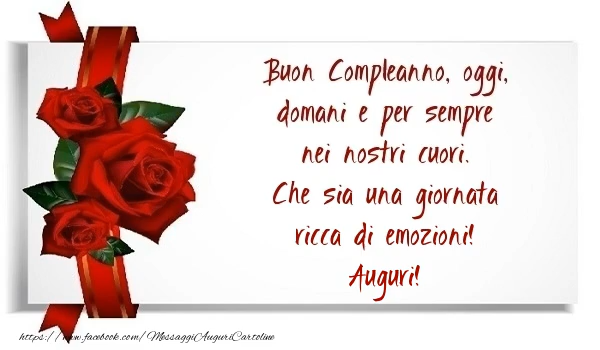 Buon Compleanno, oggi,
domani e per sempre
nei nostri cuori.
Che sia una giornata
ricca di emozioni!
Auguri!
https://www.facebook.com/MessaggiAuguriCartoline